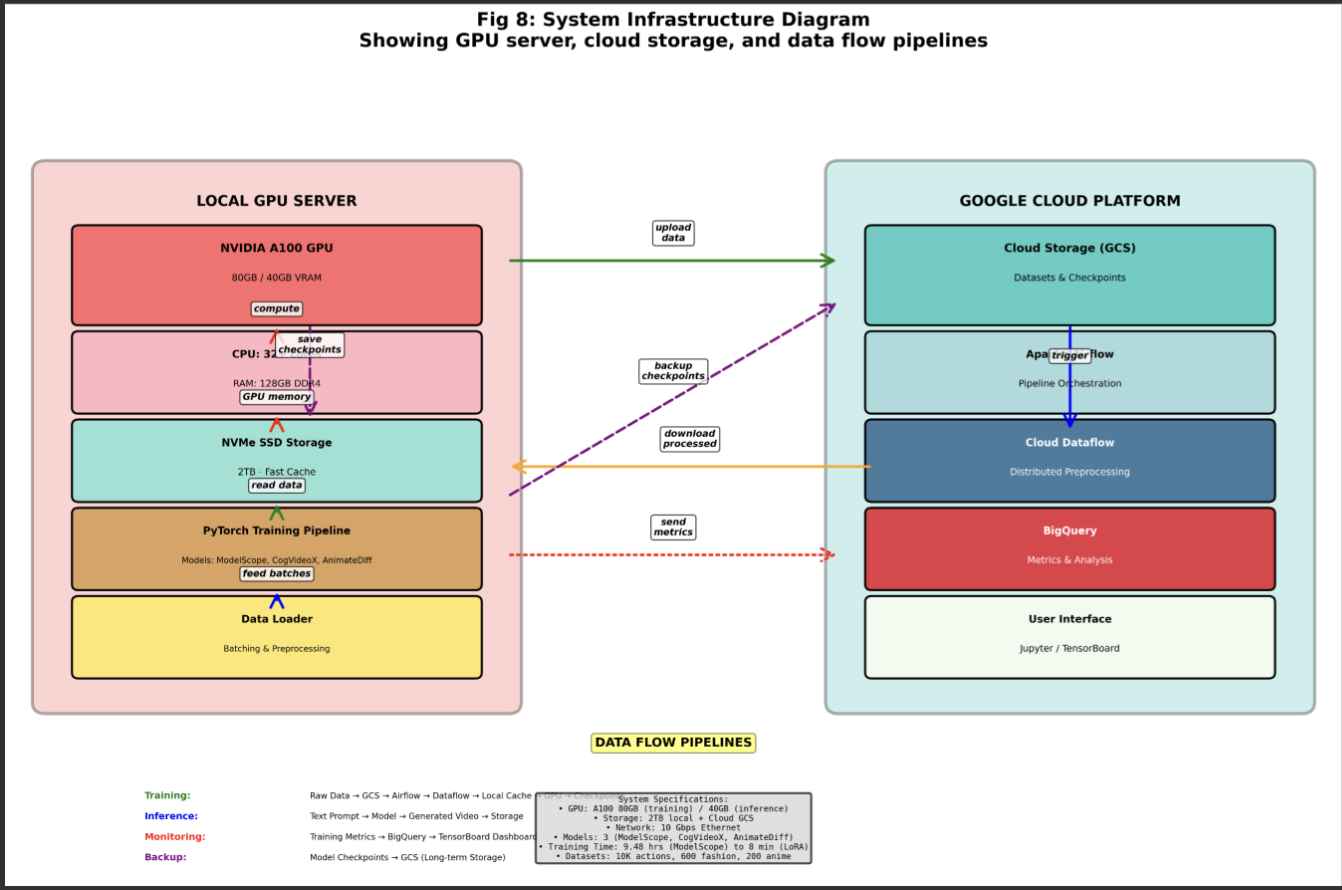 Fig 8: System Infrastructure Diagram
Showing GPU server, cloud storage, and data flow pipelines
LOCAL GPU SERVER
NVIDIA A100 GPU
80GB / 40GB VRAM
compute
save
checkpoints
CPU: 32
RAM: 128GB DDR4
GPU memory
NVMe SSD Storage
2TB - Fast Cache
read data
PyTorch Training Pipeline
Models: ModelScope, CogVideoX, AnimateDiff
feed batches
Data Loader
Batching & Preprocessing
upload
data
backup
checkpoints
download
processed
send
metrics
GOOGLE CLOUD PLATFORM
Cloud Storage (GCS)
Datasets & Checkpoints
trigger
Pipeline Orchestration
Cloud Dataflow
Distributed Preprocessing
BigQuery
Metrics & Analysis
User Interface
Jupyter / TensorBoard
DATA FLOW PIPELINES
Training: Raw Data → GCS → Airflow → Dataflow → Local Cache → GPU → Checkpoints
Inference: Text Prompt → Model → Generated Video → Storage
Monitoring: Training Metrics → BigQuery → TensorBoard Dashboard
Backup: Model Checkpoints → GCS (Long-term Storage)
System Specifications:
• GPU: A100 80GB (training) / 40GB (inference)
• Storage: 2TB local + Cloud GCS
• Network: 10 Gbps Ethernet
• Models: 3 (ModelScope, CogVideoX, AnimateDiff)
• Training Time: 9.48 hrs (ModelScope) to 8 min (LoRA)
• Datasets: 10K actions, 600 fashion, 200 anime